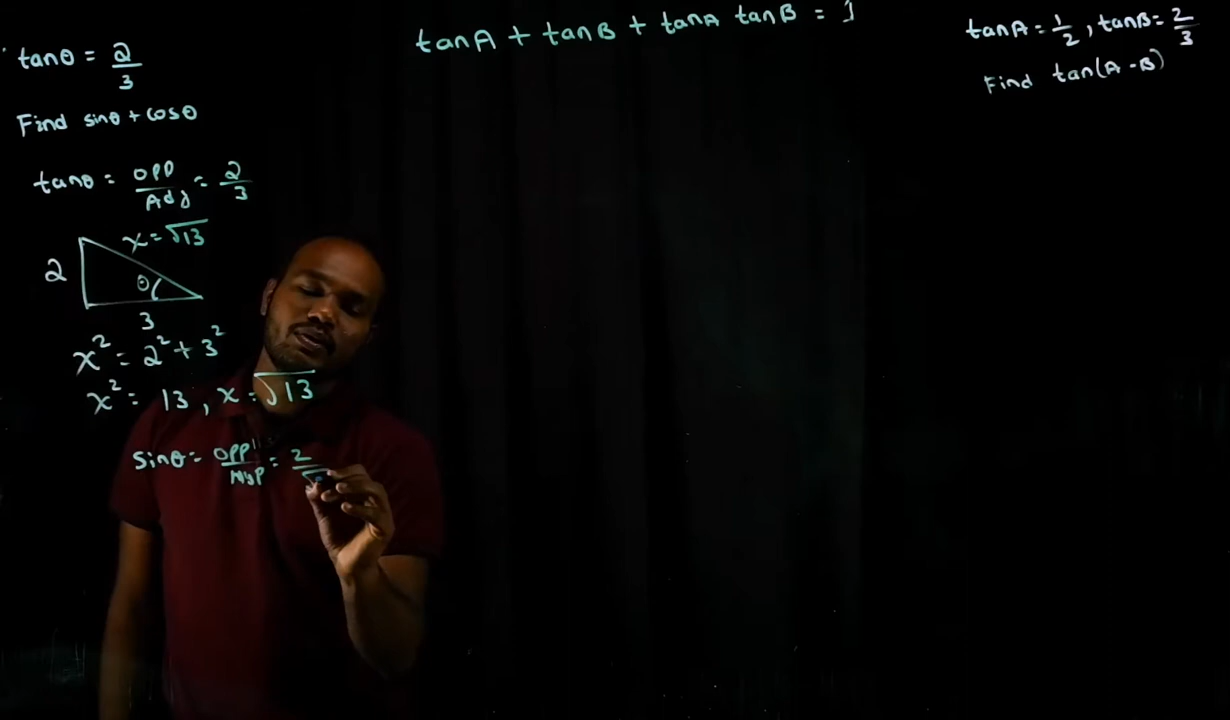 tanθ = 2/3
Find sinθ + cosθ
tanθ = opp/Adj = 2/3
x = √13
2
θ
3
x² = 2² + 3²
x² = 13 , x = √13
sinθ = opp/Hyp = 2/√
tanA + tanB + tanA tanB = 1
tanA = 1/2 , tanB = 2/3
Find tan(A - B)